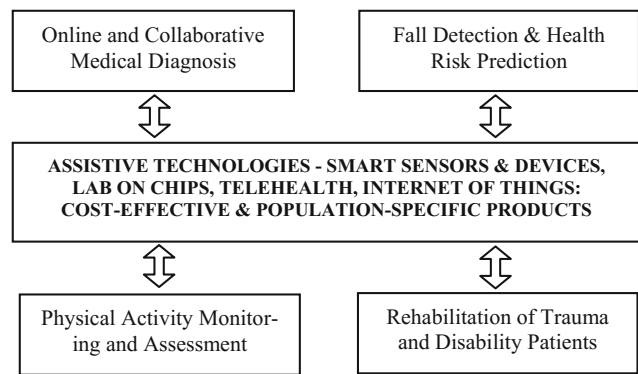 Online and Collaborative
Medical Diagnosis
Fall Detection & Health
Risk Prediction
ASSISTIVE TECHNOLOGIES - SMART SENSORS & DEVICES,
LAB ON CHIPS, TELEHEALTH, INTERNET OF THINGS:
COST-EFFECTIVE & POPULATION-SPECIFIC PRODUCTS
Physical Activity Monitor-
ing and Assessment
Rehabilitation of Trauma
and Disability Patients